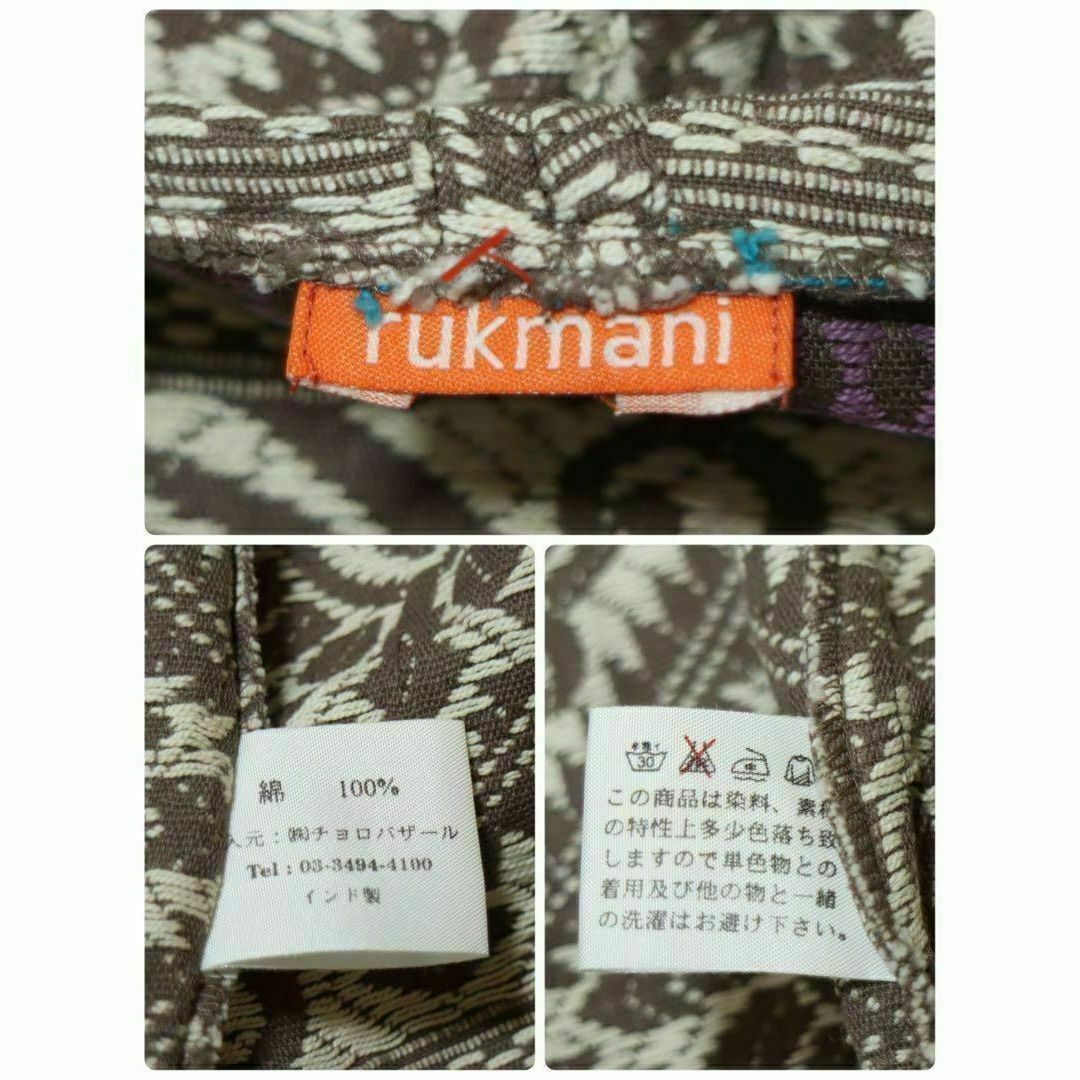 rukmani
綿 100%
入元：㈱チョロバザール
Tel : 03-3494-4100
インド製
手洗イ
30
この商品は染料、素材
の特性上多少色落ち致
しますので単色物との
着用及び他の物と一緒
の洗濯はお避け下さい。